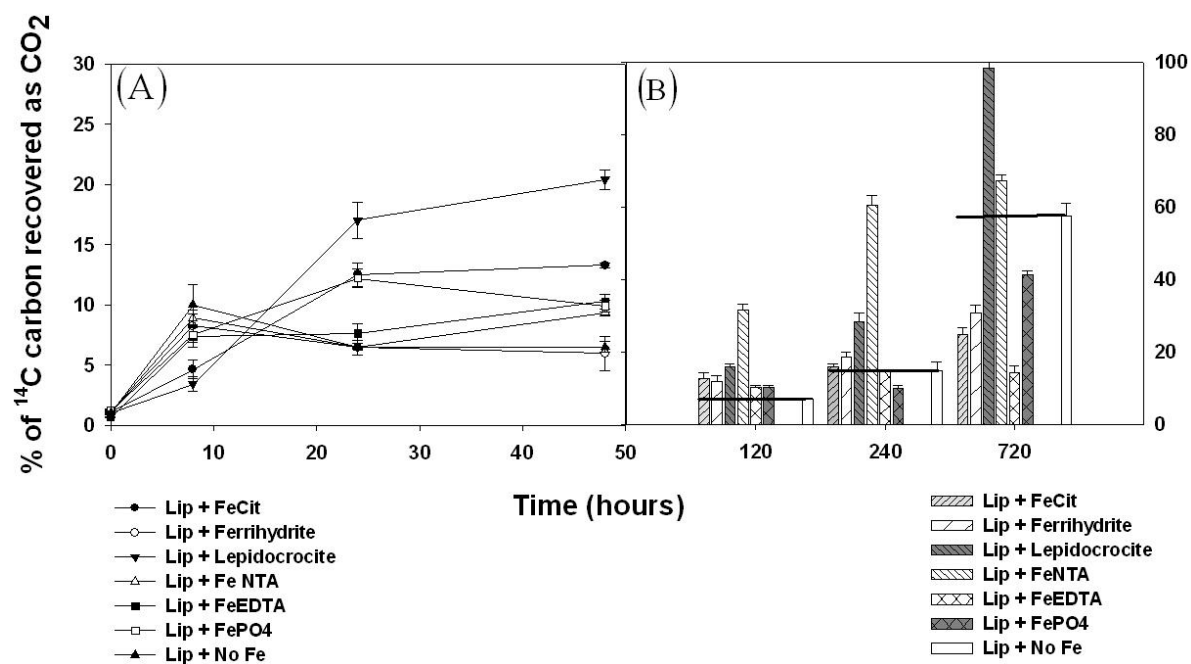 % of ¹⁴C carbon recovered as CO₂
30
25
20
15
10
5
0
(A)
0 10 20 30 40 50
(B)
100
80
60
40
20
0
120 240 720
Time (hours)
Lip + FeCit
Lip + Ferrihydrite
Lip + Lepidocrocite
Lip + Fe NTA
Lip + FeEDTA
Lip + FePO4
Lip + No Fe
Lip + FeCit
Lip + Ferrihydrite
Lip + Lepidocrocite
Lip + FeNTA
Lip + FeEDTA
Lip + FePO4
Lip + No Fe